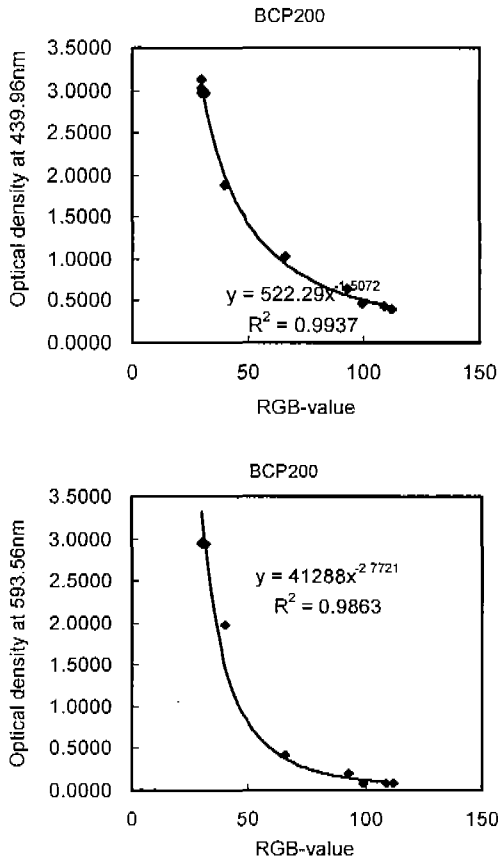 BCP200
Optical density at 439.96nm
3.5000
3.0000
2.5000
2.0000
1.5000
1.0000
0.5000
0.0000
y = 522.29x^-1.5072
R² = 0.9937
0 50 100 150
RGB-value
BCP200
Optical density at 593.56nm
3.5000
3.0000
2.5000
2.0000
1.5000
1.0000
0.5000
0.0000
y = 41288x^-2 7721
R² = 0.9863
0 50 100 150
RGB-value